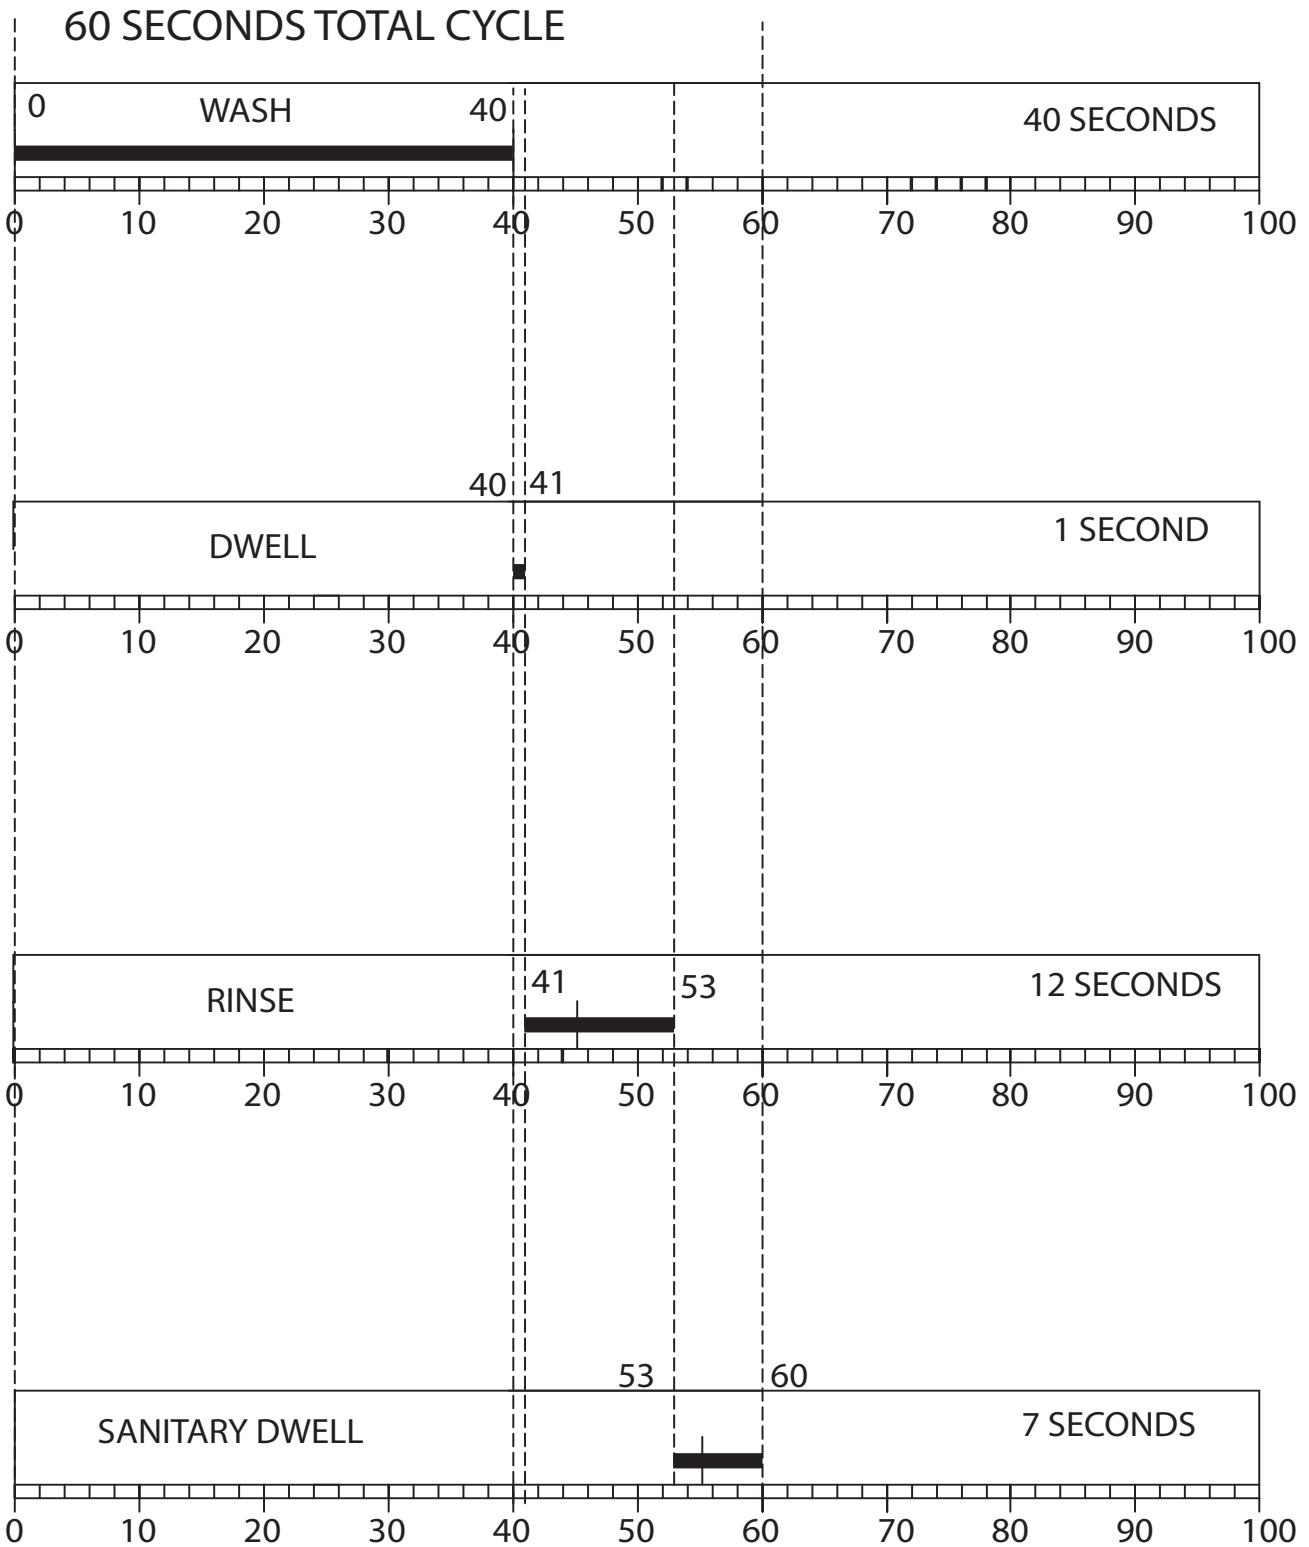 60 SECONDS TOTAL CYCLE
0 WASH 40 40 SECONDS
0 10 20 30 40 50 60 70 80 90 100
40 41
DWELL 1 SECOND
0 10 20 30 40 50 60 70 80 90 100
RINSE 41 53 12 SECONDS
0 10 20 30 40 50 60 70 80 90 100
53 60
SANITARY DWELL 7 SECONDS
0 10 20 30 40 50 60 70 80 90 100